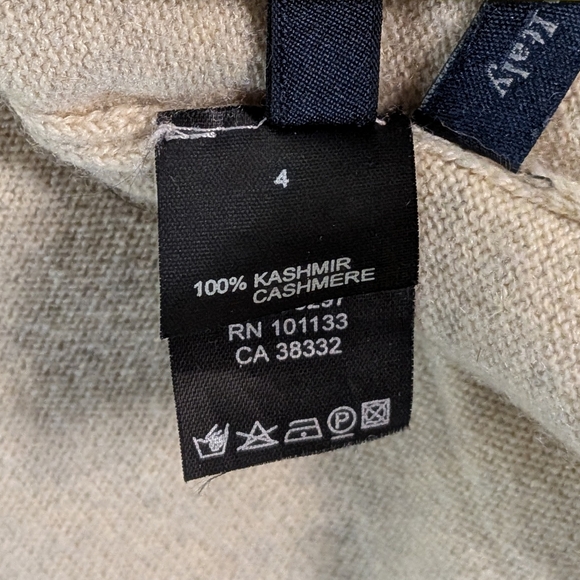 Italy
4
100% KASHMIR
CASHMERE
RN 101133
CA 38332
P